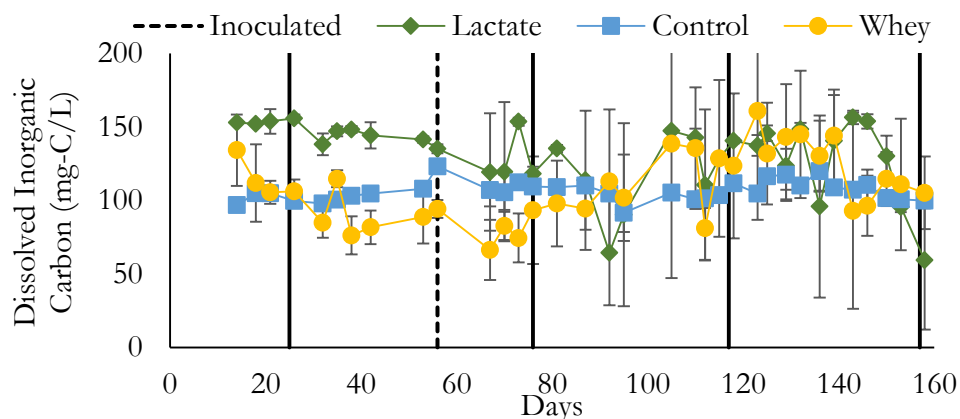 Inoculated Lactate Control Whey
Dissolved Inorganic
Carbon (mg-C/L)
200
150
100
50
0
0 20 40 60 80 100 120 140 160
Days